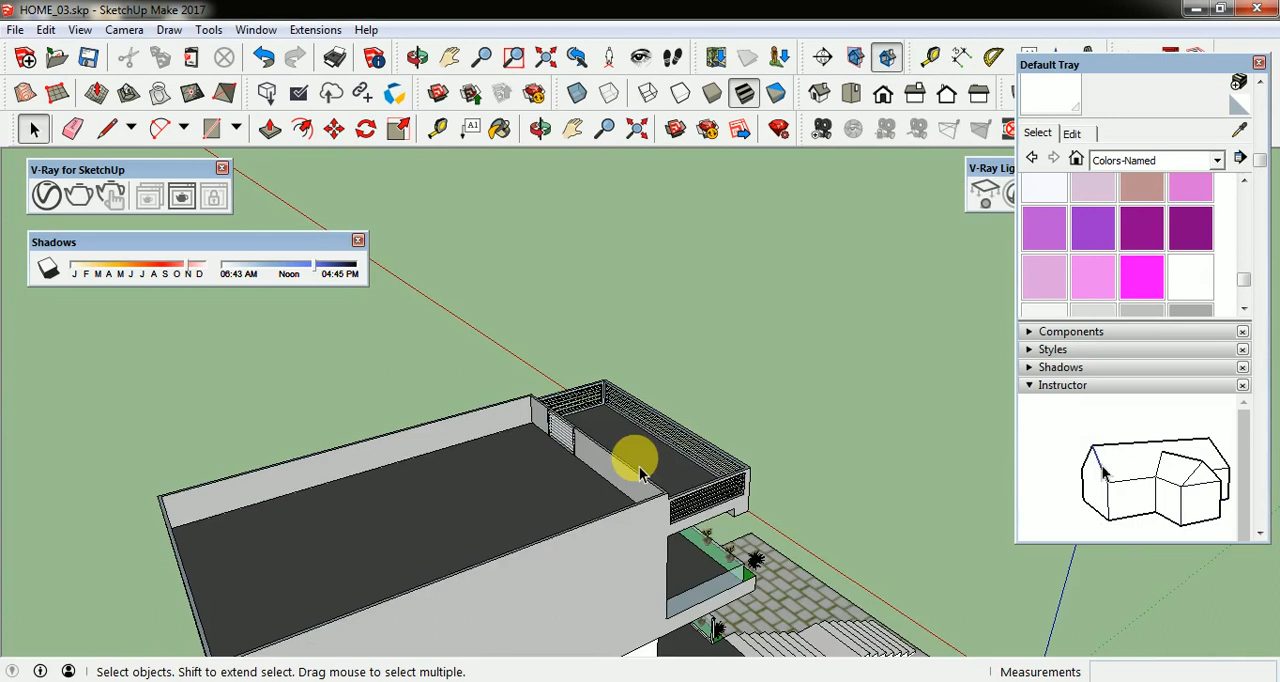 HOME_03.skp - SketchUp Make 2017
File Edit View Camera Draw Tools Window Extensions Help
Default Tray
A1
Select Edit
V-Ray for SketchUp
V-Ray Lig
Colors-Named
Shadows
J F M A M J J A S O N D
06:43 AM Noon 04:45 PM
Components
Styles
Shadows
Instructor
Select objects. Shift to extend select. Drag mouse to select multiple.
Measurements